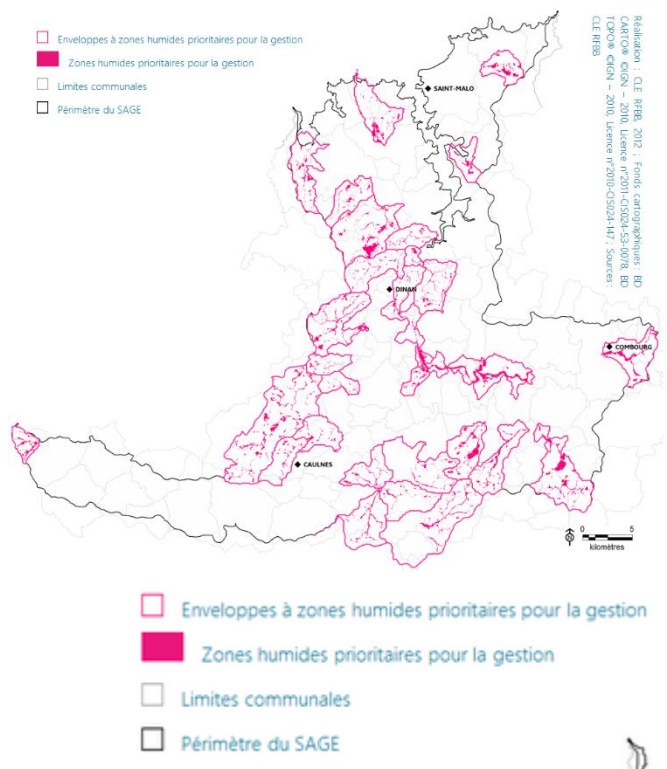 Enveloppes à zones humides prioritaires pour la gestion
Zones humides prioritaires pour la gestion
Limites communales
Périmètre du SAGE
Réalisation : CLE RFBB, 2012 ; Fonds cartographiques : BD
CARTO® ©IGN – 2010, Licence n°2011-CIS024-53-0078, BD
TOPO® ©IGN – 2010, Licence n°2010-CIS024-147 ; Sources :
CLE RFBB
SAINT-MALO
DINAN
COMBOURG
CAULNES
N
0 5
kilomètres
Enveloppes à zones humides prioritaires pour la gestion
Zones humides prioritaires pour la gestion
Limites communales
Périmètre du SAGE